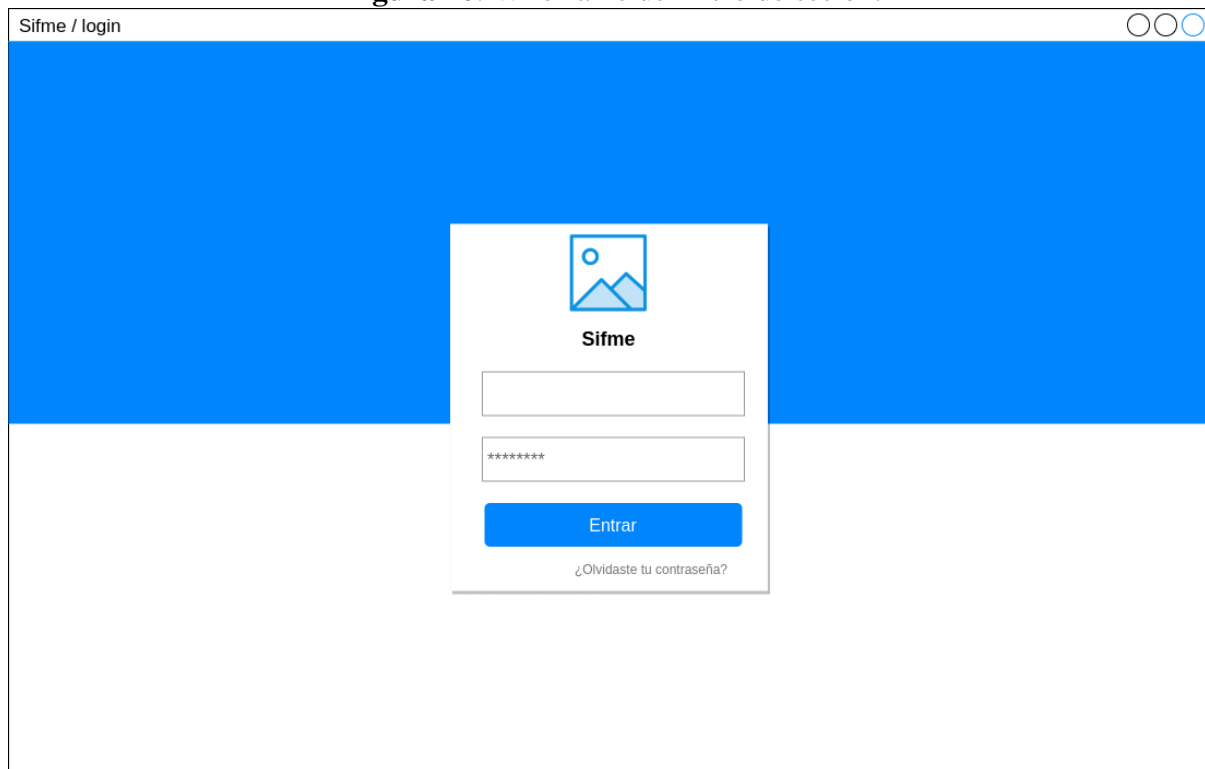 Sifme / login
Sifme
********
Entrar
¿Olvidaste tu contraseña?